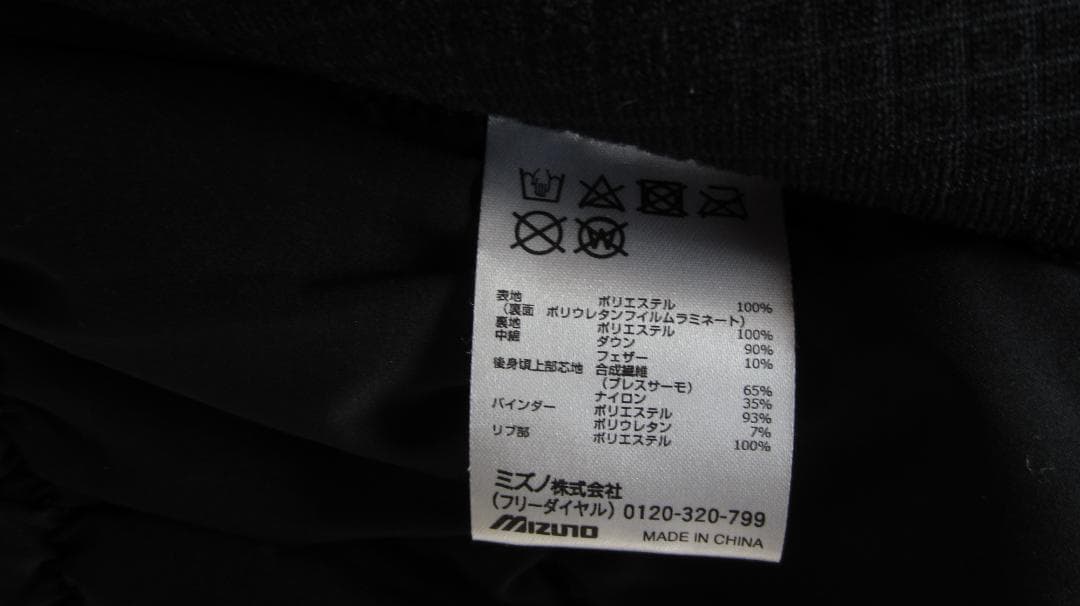 表地 ポリエステル 100%
（裏面 ポリウレタンフイルムラミネート）
裏地 ポリエステル 100%
中綿 ダウン 90%
フェザー 10%
後身頃上部芯地 合成繊維
（ブレスサーモ） 65%
ナイロン 35%
バインダー ポリエステル 93%
ポリウレタン 7%
リブ部 ポリエステル 100%
ミズノ株式会社
（フリーダイヤル）0120-320-799
MIZUNO MADE IN CHINA